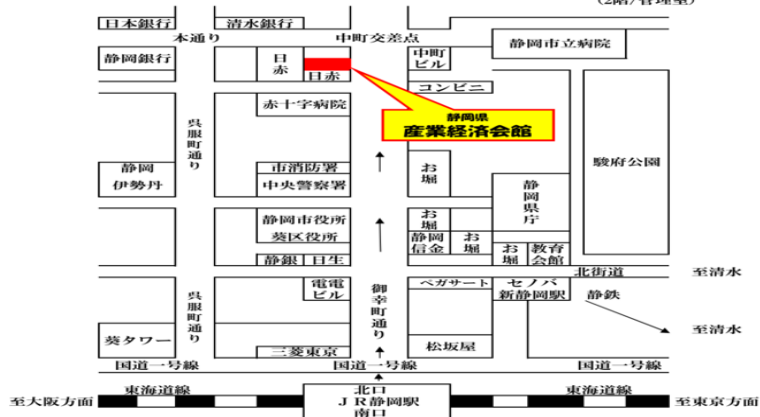 (2階/管理室)
日本銀行
清水銀行
本通り
中町交差点
静岡市立病院
静岡銀行
日赤
日赤
中町
ビル
コンビニ
赤十字病院
静岡県
産業経済会館
呉服町通り
静岡
伊勢丹
市消防署
中央警察署
お堀
静岡県庁
駿府公園
静岡市役所
葵区役所
お堀
静岡
信金
お堀
お堀
教育
会館
静銀
日生
北街道
至清水
電電
ビル
御幸町通り
ペガサート
セノバ
新静岡駅
静鉄
呉服町通り
至清水
葵タワー
三菱東京
松坂屋
国道一号線
国道一号線
国道一号線
東海道線
北口
東海道線
至大阪方面
JR静岡駅
至東京方面
南口